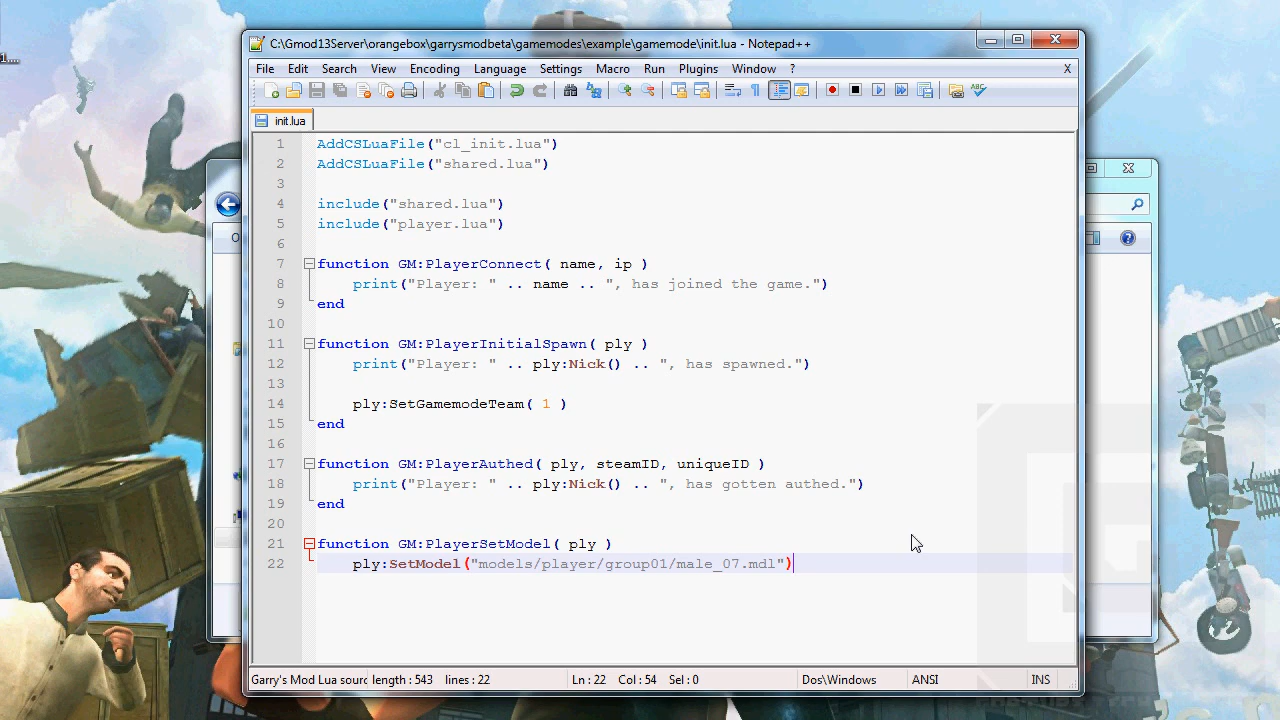 1....
C:\Gmod13Server\orangebox\garrysmodbeta\gamemodes\example\gamemode\init.lua - Notepad++
File Edit Search View Encoding Language Settings Macro Run Plugins Window ? X
ABC
init.lua
1 AddCSLuaFile("cl_init.lua")
2 AddCSLuaFile("shared.lua")
3
4 include("shared.lua")
5 include("player.lua")
6
7 function GM:PlayerConnect( name, ip )
8 print("Player: " .. name .. ", has joined the game.")
9 end
10
11 function GM:PlayerInitialSpawn( ply )
12 print("Player: " .. ply:Nick() .. ", has spawned.")
13
14 ply:SetGamemodeTeam( 1 )
15 end
16
17 function GM:PlayerAuthed( ply, steamID, uniqueID )
18 print("Player: " .. ply:Nick() .. ", has gotten authed.")
19 end
20
21 function GM:PlayerSetModel( ply )
22 ply:SetModel("models/player/group01/male_07.mdl")
Garry's Mod Lua sourc length : 543 lines : 22 Ln : 22 Col : 54 Sel : 0 Dos\Windows ANSI INS